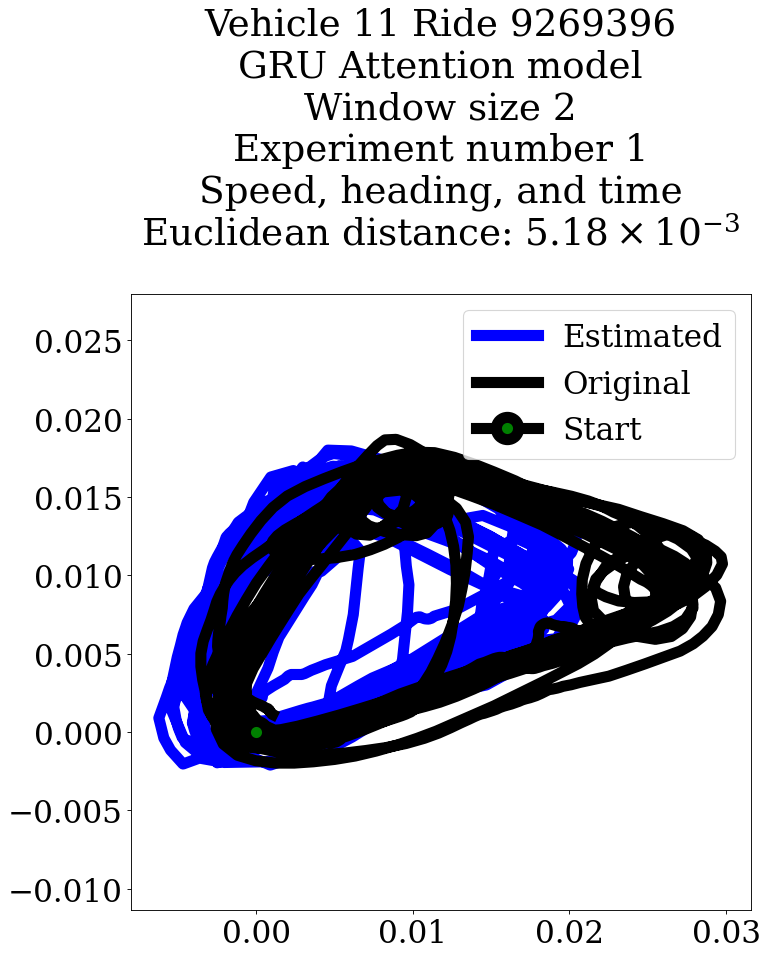 Vehicle 11 Ride 9269396
GRU Attention model
Window size 2
Experiment number 1
Speed, heading, and time
Euclidean distance: 5.18 × 10⁻³
Estimated
Original
Start
0.025
0.020
0.015
0.010
0.005
0.000
−0.005
−0.010
0.00 0.01 0.02 0.03